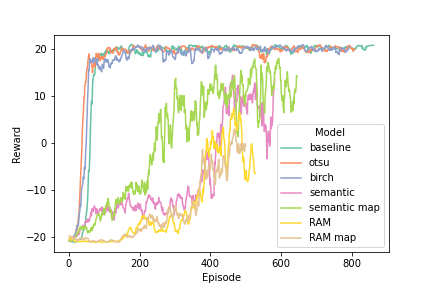 20
10
0
−10
−20
Reward
0
200
400
600
800
Episode
Model
baseline
otsu
birch
semantic
semantic map
RAM
RAM map